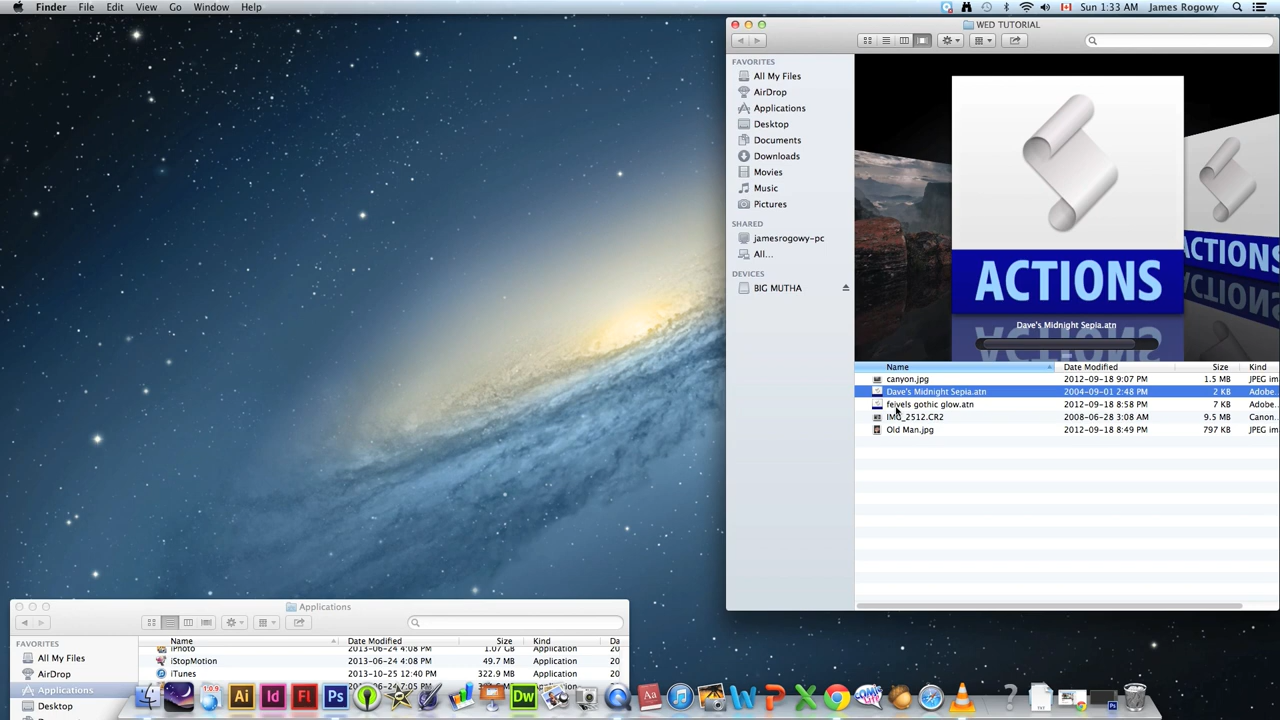 Finder File Edit View Go Window Help
Sun 1:33 AM James Rogowy
WED TUTORIAL
FAVORITES
All My Files
AirDrop
Applications
Desktop
Documents
Downloads
Movies
Music
Pictures
SHARED
jamesrogowy-pc
All...
DEVICES
BIG MUTHA
ACTIONS
ACTIONS
Dave's Midnight Sepia.atn
Name Date Modified Size Kind
canyon.jpg 2012-09-18 9:07 PM 1.5 MB JPEG im
Dave's Midnight Sepia.atn 2004-09-01 2:48 PM 2 KB Adobe...
feivels gothic glow.atn 2012-09-18 8:58 PM 7 KB Adobe...
IMG_2512.CR2 2008-06-28 3:08 AM 9.5 MB Canon...
Old Man.jpg 2012-09-18 8:49 PM 797 KB JPEG im
Applications
FAVORITES
All My Files
AirDrop
Applications
Desktop
Name Date Modified Size Kind Da
iPhoto 2013-06-24 4:08 PM 1.07 GB Application 20
iStopMotion 2013-06-24 4:08 PM 49.7 MB Application 20
iTunes 2013-10-25 12:40 PM 322.9 MB Application 20
7:05 PM
Ai Id Fl Ps Dw Aa W P X